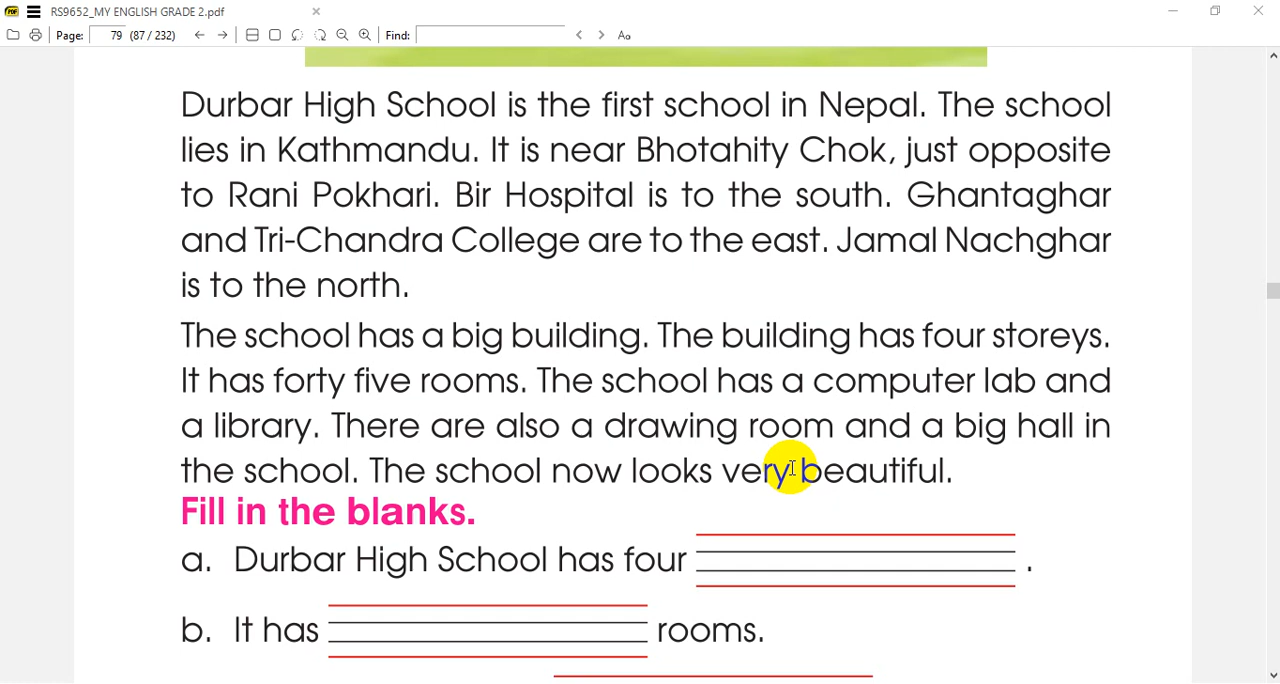 RS9652_MY ENGLISH GRADE 2.pdf
Page: 79 (87 / 232) Find:
Durbar High School is the first school in Nepal. The school
lies in Kathmandu. It is near Bhotahity Chok, just opposite
to Rani Pokhari. Bir Hospital is to the south. Ghantaghar
and Tri-Chandra College are to the east. Jamal Nachghar
is to the north.
The school has a big building. The building has four storeys.
It has forty five rooms. The school has a computer lab and
a library. There are also a drawing room and a big hall in
the school. The school now looks very beautiful.
Fill in the blanks.
a. Durbar High School has four .
b. It has rooms.